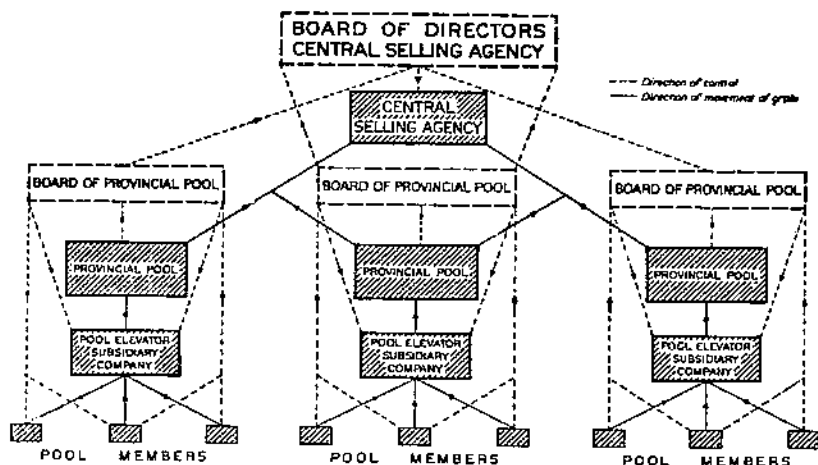 BOARD OF DIRECTORS
CENTRAL SELLING AGENCY
Direction of control
Direction of movement of grain
CENTRAL
SELLING AGENCY
BOARD OF PROVINCIAL POOL
BOARD OF PROVINCIAL POOL
BOARD OF PROVINCIAL POOL
PROVINCIAL POOL
PROVINCIAL POOL
PROVINCIAL POOL
POOL ELEVATOR
SUBSIDIARY
COMPANY
POOL ELEVATOR
SUBSIDIARY
COMPANY
POOL ELEVATOR
SUBSIDIARY
COMPANY
POOL MEMBERS
POOL MEMBERS
POOL MEMBERS